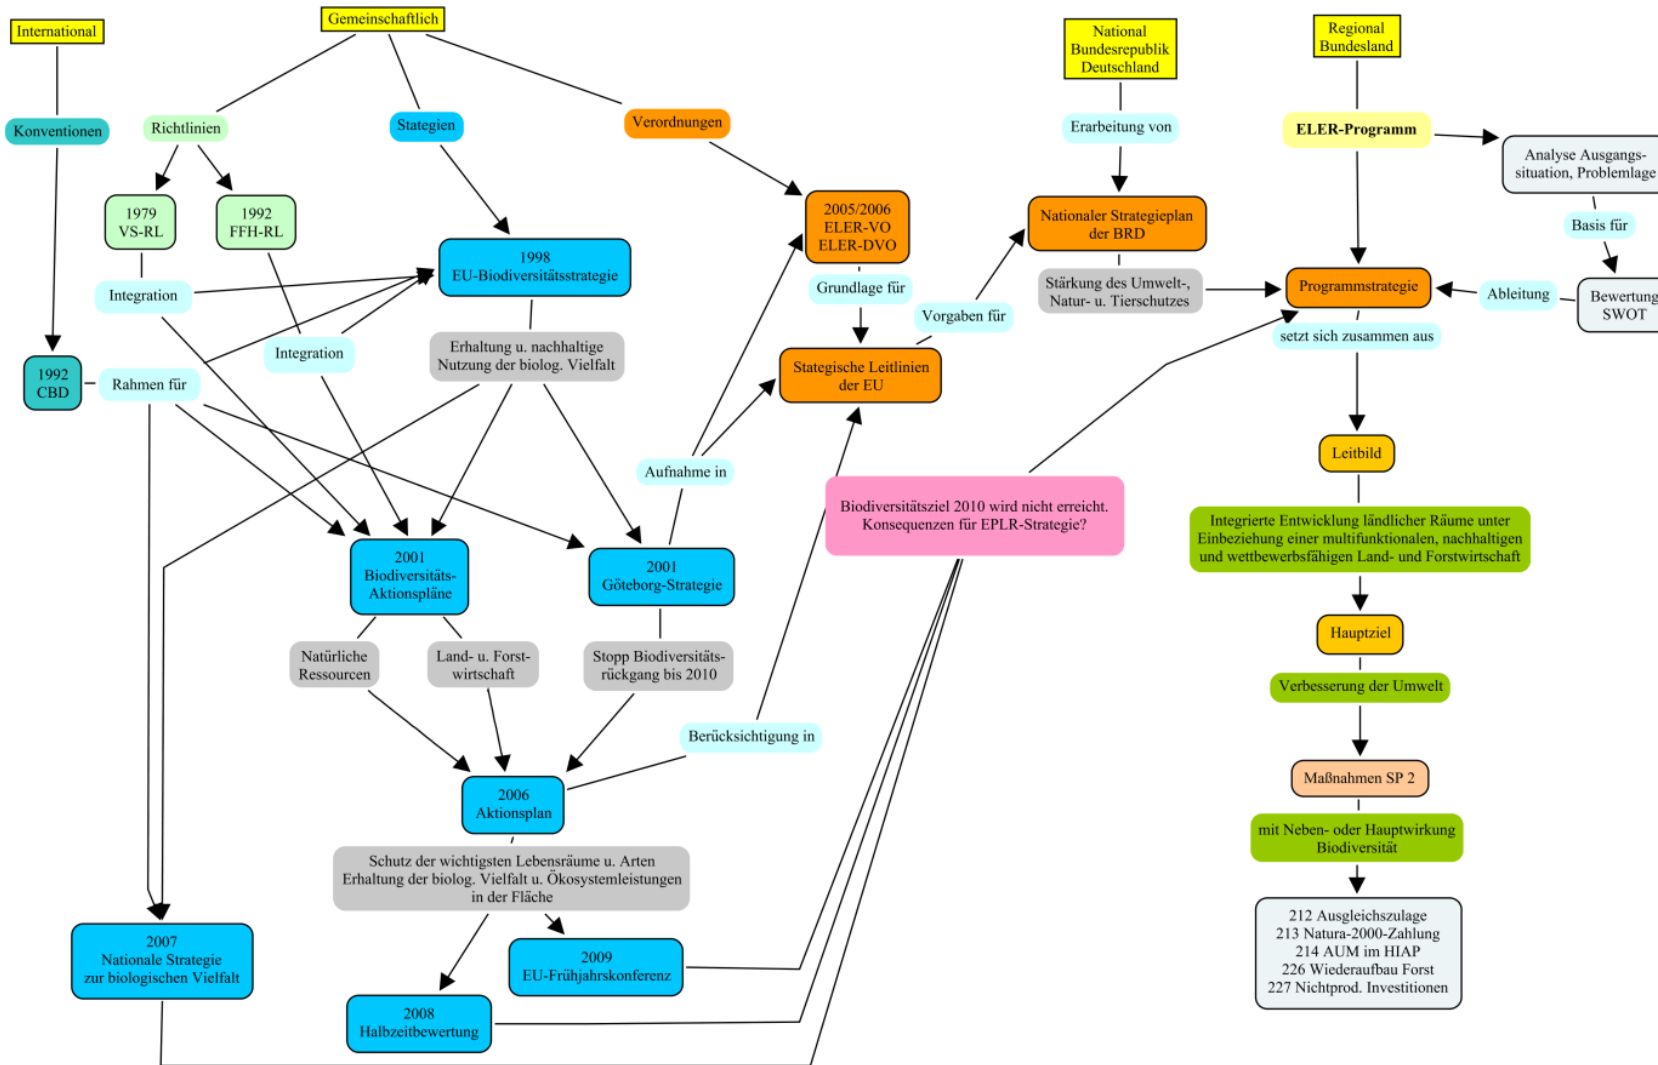 International
Gemeinschaftlich
National
Bundesrepublik
Deutschland
Regional
Bundesland
Konventionen
Richtlinien
Stategien
Verordnungen
Erarbeitung von
ELER-Programm
Analyse Ausgangs-
situation, Problemlage
1979
VS-RL
1992
FFH-RL
2005/2006
ELER-VO
ELER-DVO
Nationaler Strategieplan
der BRD
Basis für
1998
EU-Biodiversitätsstrategie
Integration
Grundlage für
Stärkung des Umwelt-,
Natur- u. Tierschutzes
Programmstrategie
Ableitung
Bewertung
SWOT
Vorgaben für
setzt sich zusammen aus
Integration
Erhaltung u. nachhaltige
Nutzung der biolog. Vielfalt
Stategische Leitlinien
der EU
1992
CBD
Rahmen für
Leitbild
Aufnahme in
Biodiversitätsziel 2010 wird nicht erreicht.
Konsequenzen für EPLR-Strategie?
Integrierte Entwicklung ländlicher Räume unter
Einbeziehung einer multifunktionalen, nachhaltigen
und wettbewerbsfähigen Land- und Forstwirtschaft
2001
Biodiversitäts-
Aktionspläne
2001
Göteborg-Strategie
Hauptziel
Natürliche
Ressourcen
Land- u. Forst-
wirtschaft
Stopp Biodiversitäts-
rückgang bis 2010
Verbesserung der Umwelt
Berücksichtigung in
Maßnahmen SP 2
2006
Aktionsplan
mit Neben- oder Hauptwirkung
Biodiversität
Schutz der wichtigsten Lebensräume u. Arten
Erhaltung der biolog. Vielfalt u. Ökosystemleistungen
in der Fläche
212 Ausgleichszulage
213 Natura-2000-Zahlung
214 AUM im HIAP
226 Wiederaufbau Forst
227 Nichtprod. Investitionen
2007
Nationale Strategie
zur biologischen Vielfalt
2009
EU-Frühjahrskonferenz
2008
Halbzeitbewertung